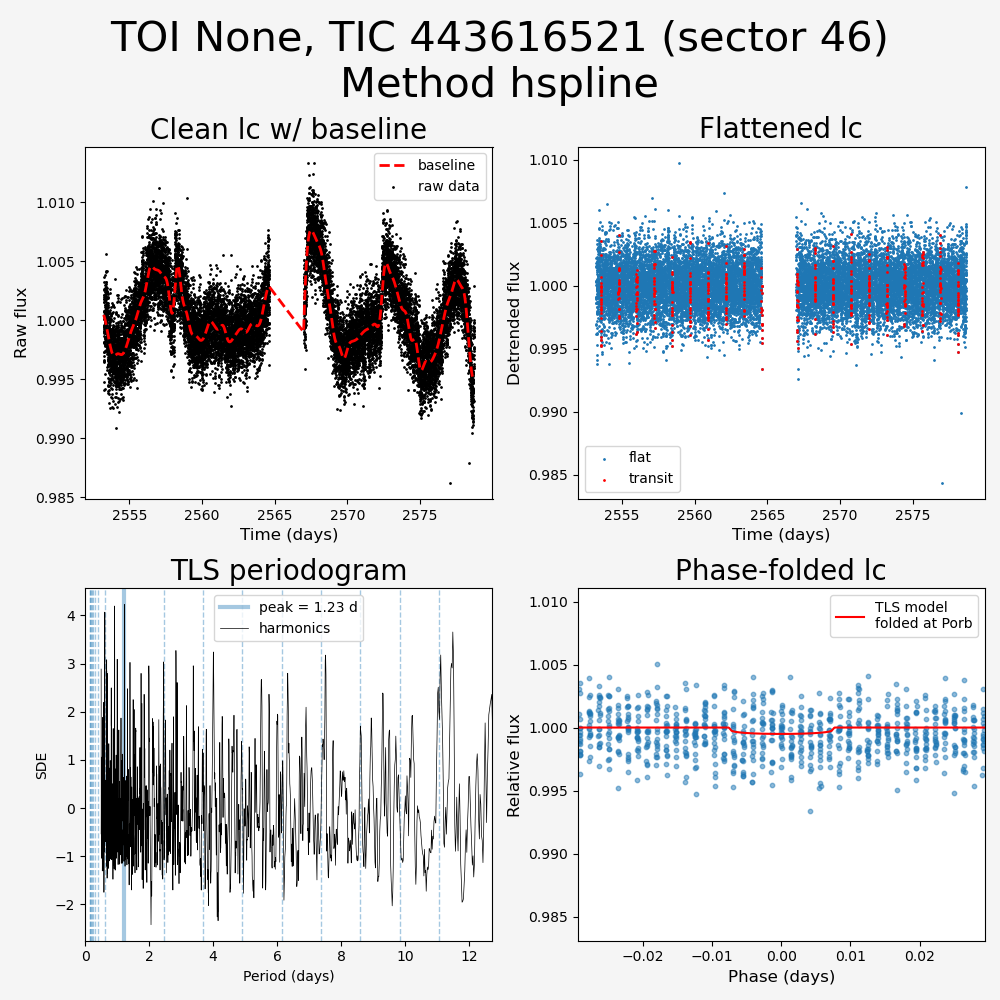 TOI None, TIC 443616521 (sector 46)
Method hspline
Clean lc w/ baseline
Flattened lc
baseline
raw data
1.010
1.005
1.000
0.995
0.990
0.985
Raw flux
2555
2560
2565
2570
2575
Time (days)
1.010
1.005
1.000
0.995
0.990
0.985
Detrended flux
flat
transit
2555
2560
2565
2570
2575
Time (days)
TLS periodogram
Phase-folded lc
peak = 1.23 d
harmonics
4
3
2
1
0
−1
−2
SDE
0
2
4
6
8
10
12
Period (days)
TLS model
folded at Porb
1.010
1.005
1.000
0.995
0.990
0.985
Relative flux
−0.02
−0.01
0.00
0.01
0.02
Phase (days)